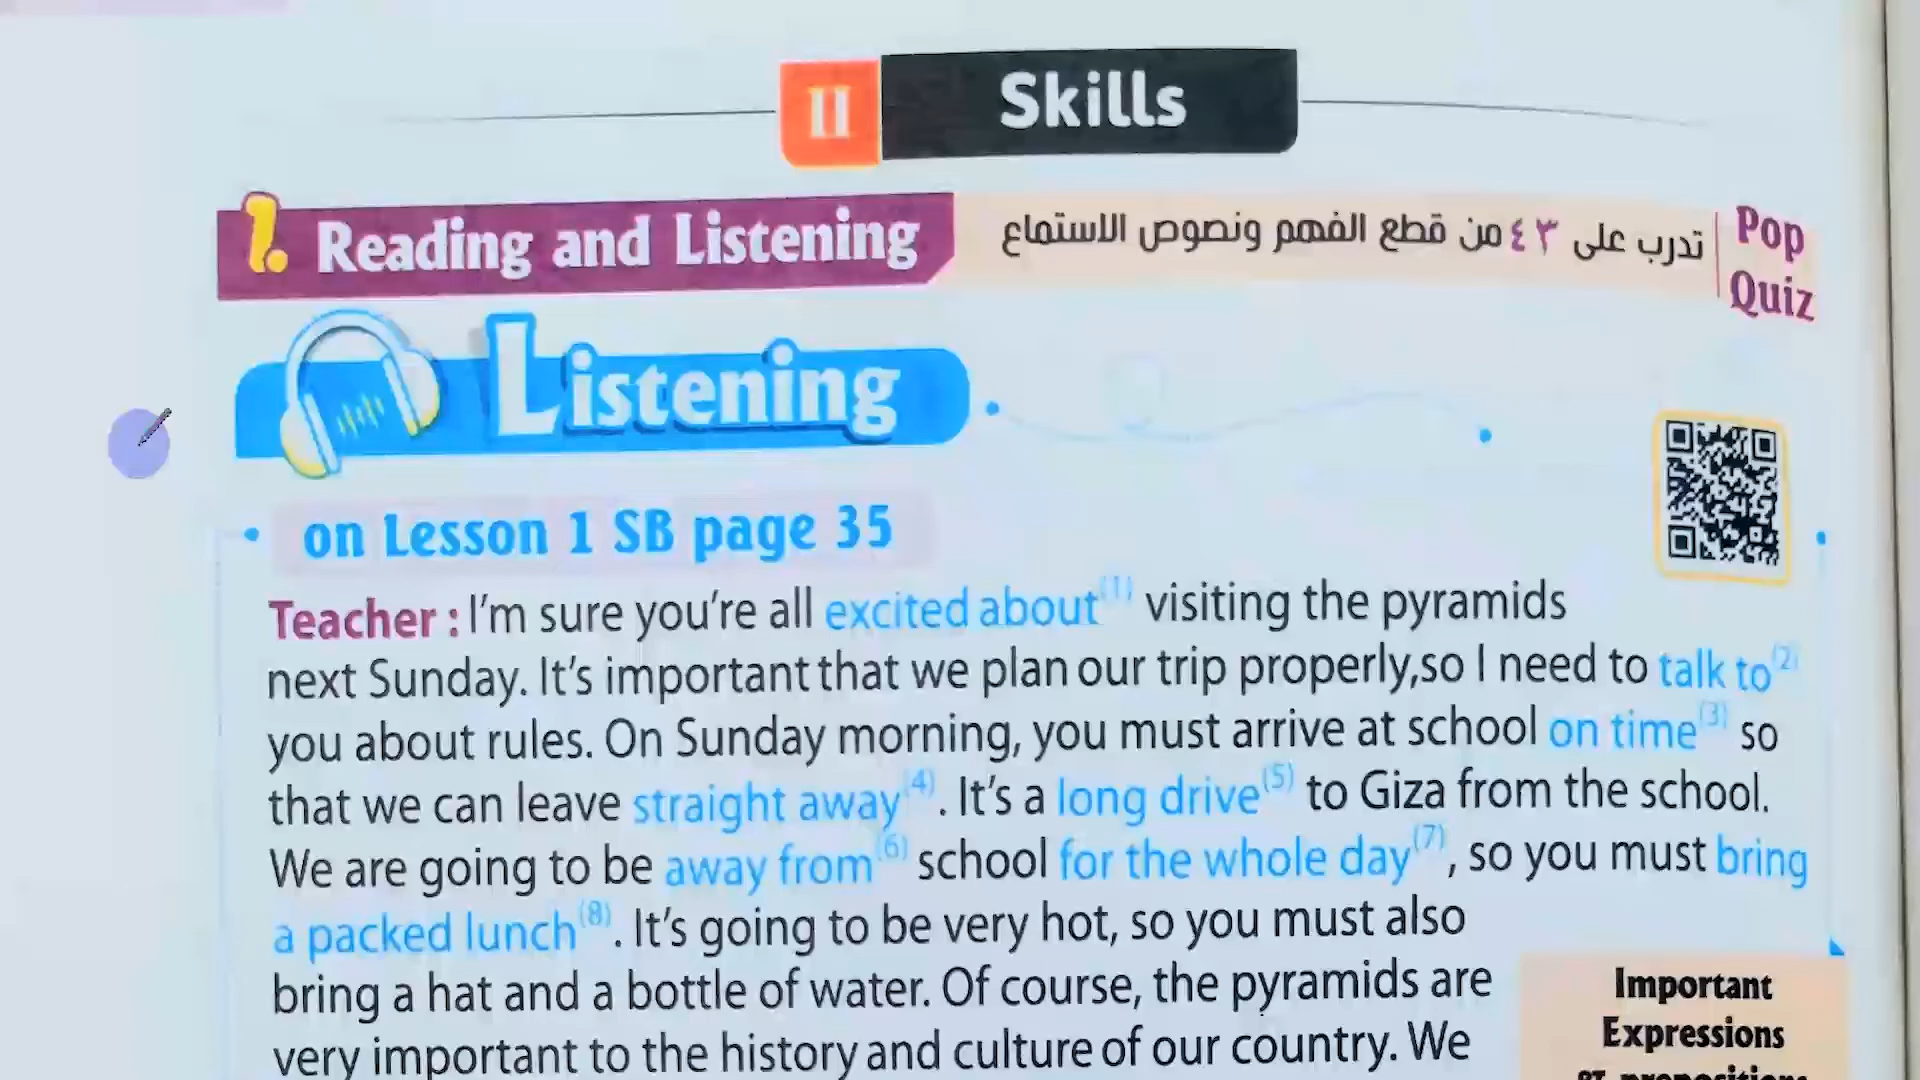 II Skills
1. Reading and Listening
تدرب على ٤٣ من قطع الفهم ونصوص الاستماع
Pop
Quiz
Listening
on Lesson 1 SB page 35
Teacher : I'm sure you're all excited about(1) visiting the pyramids
next Sunday. It's important that we plan our trip properly,so I need to talk to(2)
you about rules. On Sunday morning, you must arrive at school on time(3) so
that we can leave straight away(4). It's a long drive(5) to Giza from the school.
We are going to be away from(6) school for the whole day(7), so you must bring
a packed lunch(8). It's going to be very hot, so you must also
bring a hat and a bottle of water. Of course, the pyramids are
very important to the history and culture of our country. We
Important
Expressions